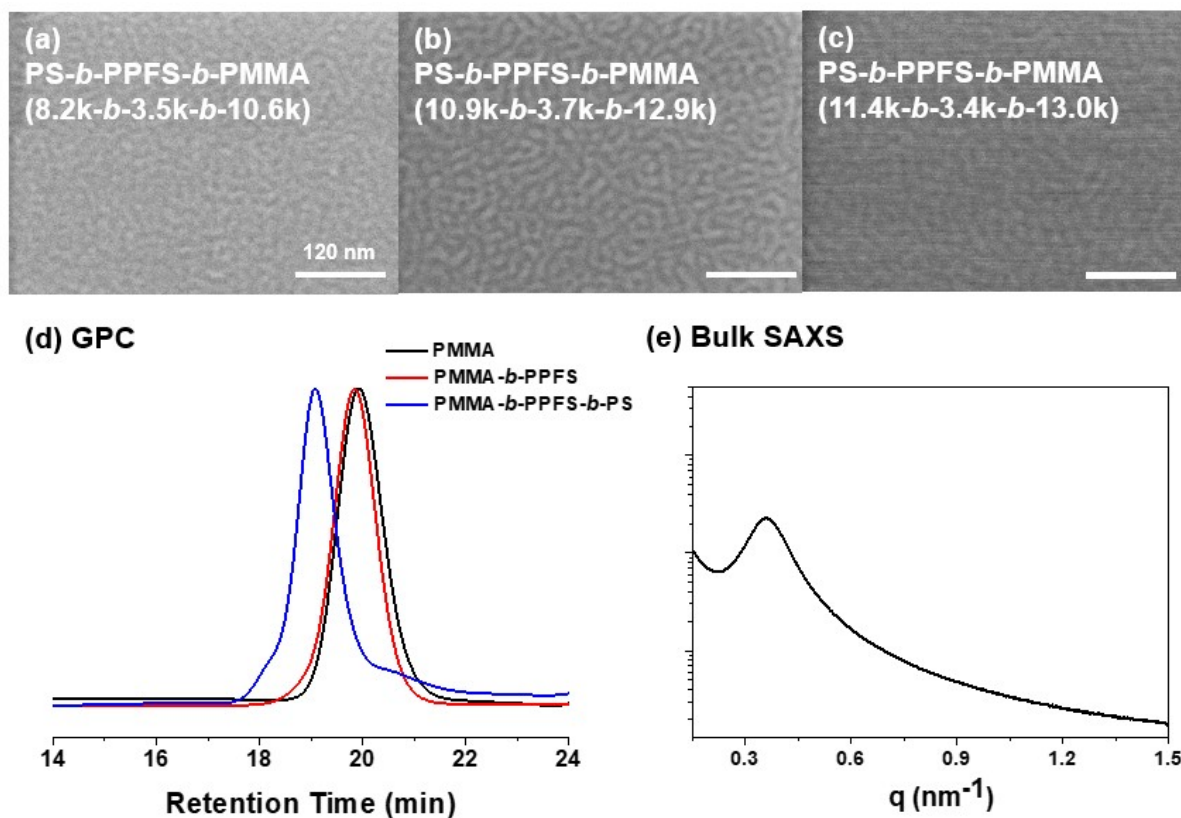 (a)
PS-b-PPFS-b-PMMA
(8.2k-b-3.5k-b-10.6k)
120 nm
(b)
PS-b-PPFS-b-PMMA
(10.9k-b-3.7k-b-12.9k)
(c)
PS-b-PPFS-b-PMMA
(11.4k-b-3.4k-b-13.0k)
(d) GPC
PMMA
PMMA-b-PPFS
PMMA-b-PPFS-b-PS
14 16 18 20 22 24
Retention Time (min)
(e) Bulk SAXS
0.3 0.6 0.9 1.2 1.5
q (nm⁻¹)